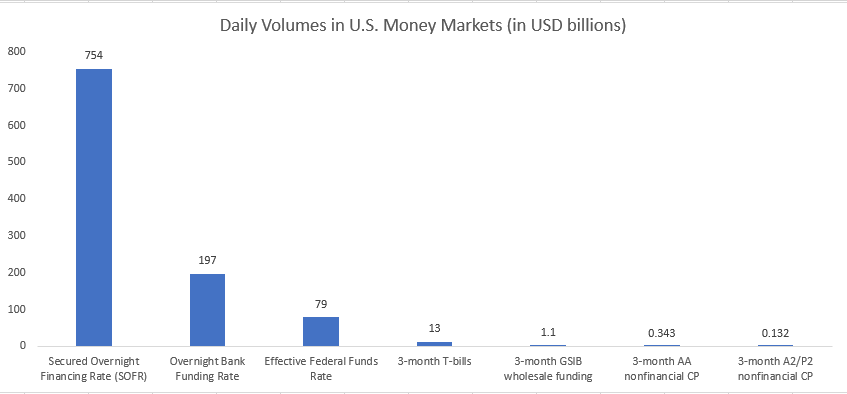 Daily Volumes in U.S. Money Markets (in USD billions)
800
700
600
500
400
300
200
100
0
754
197
79
13
1.1
0.343
0.132
Secured Overnight
Financing Rate (SOFR)
Overnight Bank
Funding Rate
Effective Federal Funds
Rate
3-month T-bills
3-month GSIB
wholesale funding
3-month AA
nonfinancial CP
3-month A2/P2
nonfinancial CP